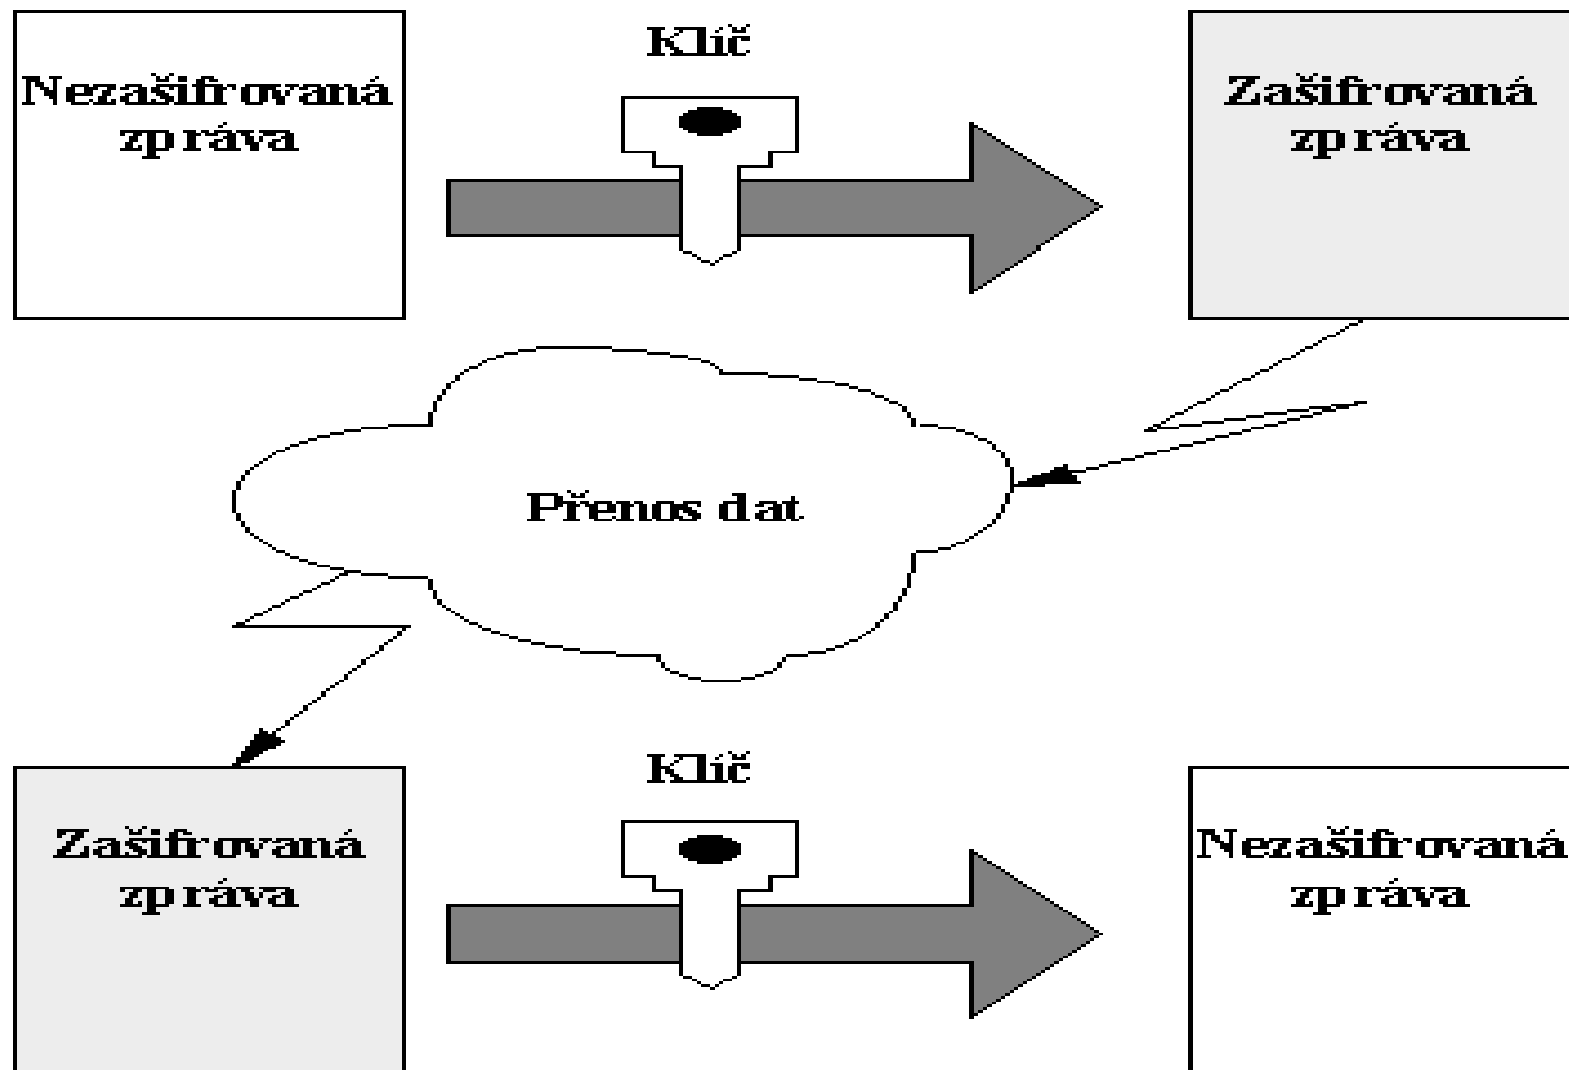 Nezašifrovaná
zpráva
Klíč
Zašifrovaná
zpráva
Přenos dat
Zašifrovaná
zpráva
Klíč
Nezašifrovaná
zpráva